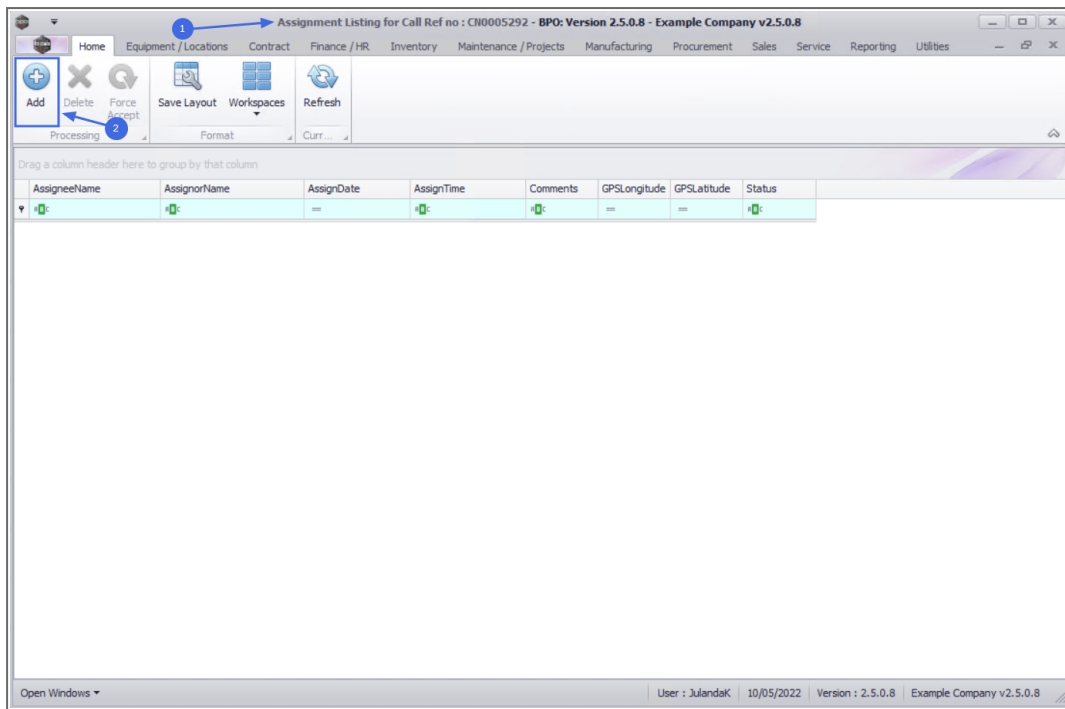 1
Assignment Listing for Call Ref no : CN0005292 - BPO: Version 2.5.0.8 - Example Company v2.5.0.8
Home Equipment / Locations Contract Finance / HR Inventory Maintenance / Projects Manufacturing Procurement Sales Service Reporting Utilities
Add Delete Force Accept Save Layout Workspaces Refresh
2
Processing Format Curr...
Drag a column header here to group by that column
AssigneeName AssignorName AssignDate AssignTime Comments GPSLongitude GPSLatitude Status
Open Windows User : JulandaK 10/05/2022 Version : 2.5.0.8 Example Company v2.5.0.8